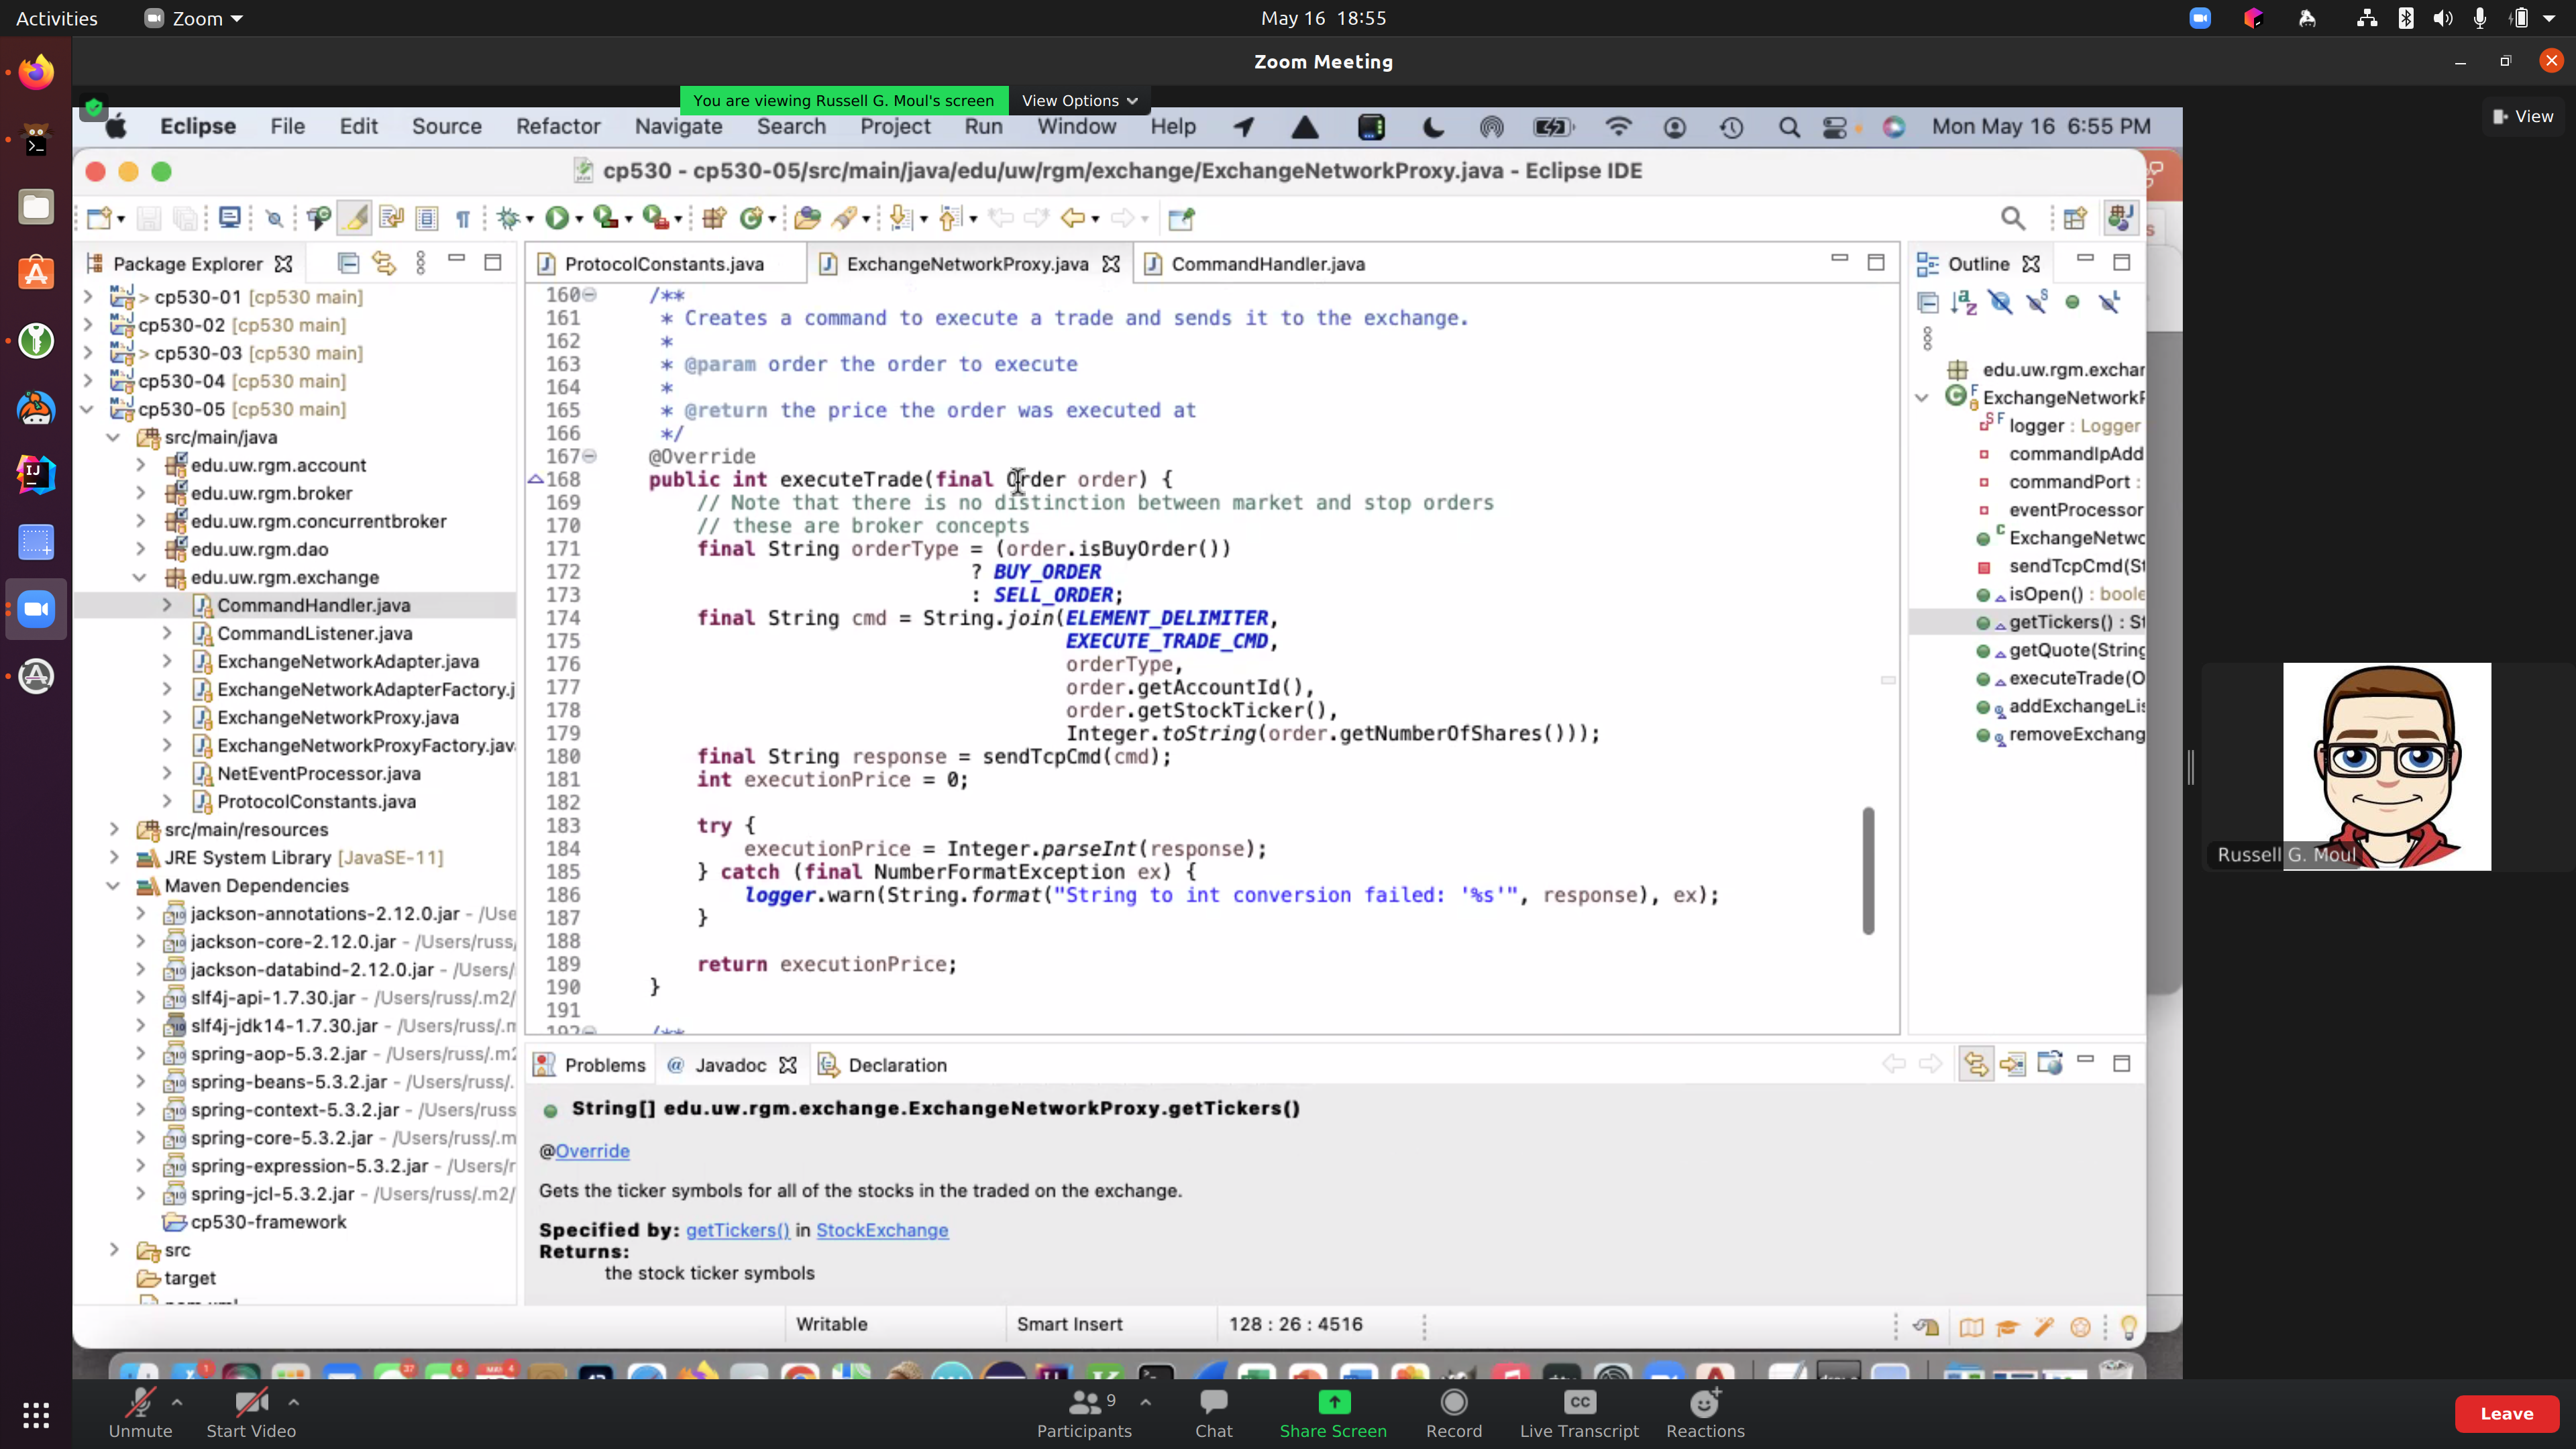 Activities
Zoom
May 16 18:55
Zoom Meeting
You are viewing Russell G. Moul's screen
View Options
View
Eclipse File Edit Source Refactor Navigate Search Project Run Window Help
Mon May 16 6:55 PM
cp530 - cp530-05/src/main/java/edu/uw/rgm/exchange/ExchangeNetworkProxy.java - Eclipse IDE
Package Explorer
> cp530-01 [cp530 main]
cp530-02 [cp530 main]
> cp530-03 [cp530 main]
cp530-04 [cp530 main]
cp530-05 [cp530 main]
src/main/java
edu.uw.rgm.account
edu.uw.rgm.broker
edu.uw.rgm.concurrentbroker
edu.uw.rgm.dao
edu.uw.rgm.exchange
CommandHandler.java
CommandListener.java
ExchangeNetworkAdapter.java
ExchangeNetworkAdapterFactory.j
ExchangeNetworkProxy.java
ExchangeNetworkProxyFactory.jav
NetEventProcessor.java
ProtocolConstants.java
src/main/resources
JRE System Library [JavaSE-11]
Maven Dependencies
jackson-annotations-2.12.0.jar - /Use
jackson-core-2.12.0.jar - /Users/russ/
jackson-databind-2.12.0.jar - /Users/
slf4j-api-1.7.30.jar - /Users/russ/.m2/
slf4j-jdk14-1.7.30.jar - /Users/russ/.m
spring-aop-5.3.2.jar - /Users/russ/.m2
spring-beans-5.3.2.jar - /Users/russ/.
spring-context-5.3.2.jar - /Users/russ
spring-core-5.3.2.jar - /Users/russ/.m
spring-expression-5.3.2.jar - /Users/r
spring-jcl-5.3.2.jar - /Users/russ/.m2/
cp530-framework
src
target
ProtocolConstants.java
ExchangeNetworkProxy.java
CommandHandler.java
160 /**
161 * Creates a command to execute a trade and sends it to the exchange.
162 *
163 * @param order the order to execute
164 *
165 * @return the price the order was executed at
166 */
167 @Override
168 public int executeTrade(final Order order) {
169 // Note that there is no distinction between market and stop orders
170 // these are broker concepts
171 final String orderType = (order.isBuyOrder())
172 ? BUY_ORDER
173 : SELL_ORDER;
174 final String cmd = String.join(ELEMENT_DELIMITER,
175 EXECUTE_TRADE_CMD,
176 orderType,
177 order.getAccountId(),
178 order.getStockTicker(),
179 Integer.toString(order.getNumberOfShares()));
180 final String response = sendTcpCmd(cmd);
181 int executionPrice = 0;
182
183 try {
184 executionPrice = Integer.parseInt(response);
185 } catch (final NumberFormatException ex) {
186 logger.warn(String.format("String to int conversion failed: '%s'", response), ex);
187 }
188
189 return executionPrice;
190 }
191
192 /**
Outline
edu.uw.rgm.exchar
ExchangeNetworkP
logger : Logger
commandIpAdd
commandPort :
eventProcessor
ExchangeNetwo
sendTcpCmd(St
isOpen() : boole
getTickers() : St
getQuote(String
executeTrade(O
addExchangeLis
removeExchang
Problems
@ Javadoc
Declaration
String[] edu.uw.rgm.exchange.ExchangeNetworkProxy.getTickers()
@Override
Gets the ticker symbols for all of the stocks in the traded on the exchange.
Specified by: getTickers() in StockExchange
Returns:
the stock ticker symbols
Writable
Smart Insert
128 : 26 : 4516
Russell G. Moul
Unmute
Start Video
9
Participants
Chat
Share Screen
Record
CC
Live Transcript
Reactions
Leave